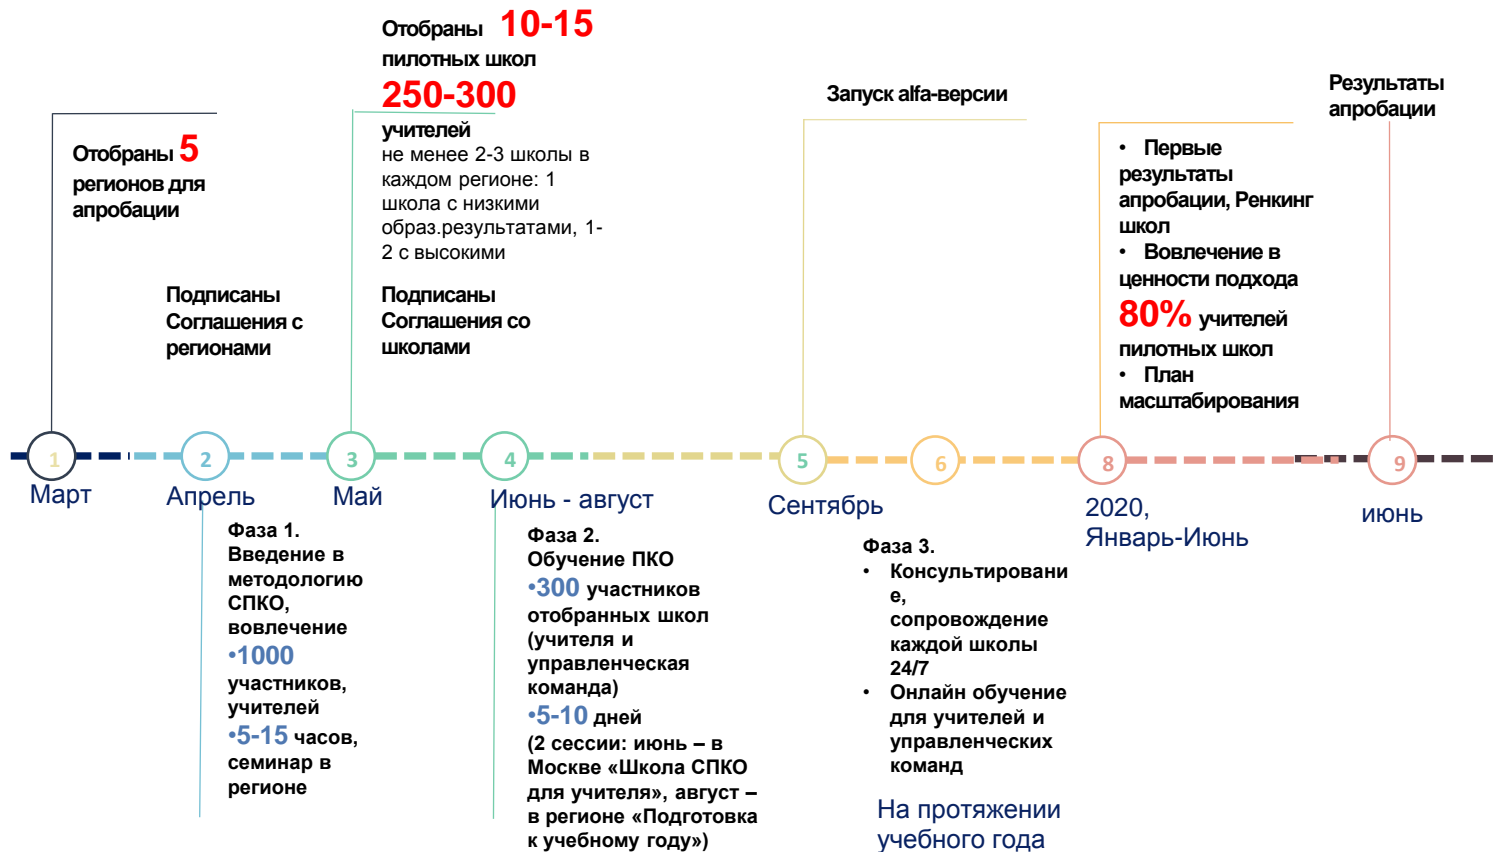 Отобраны 5
регионов для
апробации
Подписаны
Соглашения с
регионами
Отобраны 10-15
пилотных школ
250-300
учителей
не менее 2-3 школы в
каждом регионе: 1
школа с низкими
образ.результатами, 1-
2 с высокими
Подписаны
Соглашения со
школами
Запуск alfa-версии
• Первые
результаты
апробации, Ренкинг
школ
• Вовлечение в
ценности подхода
80% учителей
пилотных школ
• План
масштабирования
Результаты
апробации
1
2
3
4
5
6
8
9
Март
Апрель
Май
Июнь - август
Сентябрь
2020,
Январь-Июнь
июнь
Фаза 1.
Введение в
методологию
СПКО,
вовлечение
•1000
участников,
учителей
•5-15 часов,
семинар в
регионе
Фаза 2.
Обучение ПКО
•300 участников
отобранных школ
(учителя и
управленческая
команда)
•5-10 дней
(2 сессии: июнь – в
Москве «Школа СПКО
для учителя», август –
в регионе «Подготовка
к учебному году»)
Фаза 3.
• Консультировани
е,
сопровождение
каждой школы
24/7
• Онлайн обучение
для учителей и
управленческих
команд
На протяжении
учебного года